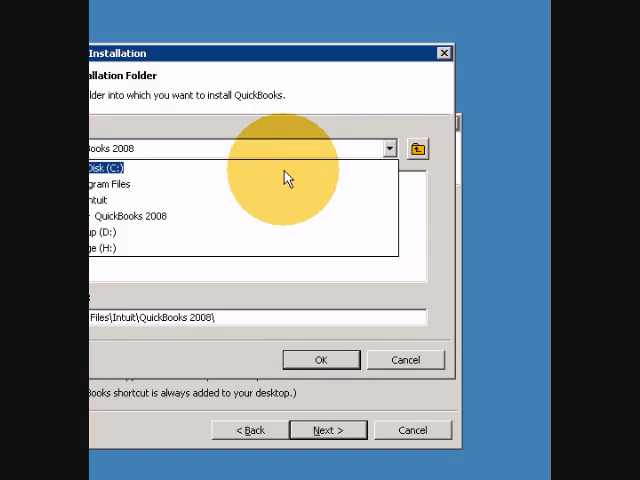 Installation
allation Folder
lder into which you want to install QuickBooks.
Books 2008
Disk (C:)
gram Files
ntuit
QuickBooks 2008
up (D:)
ge (H:)
:
Files\Intuit\QuickBooks 2008\
OK
Cancel
Books shortcut is always added to your desktop.)
< Back
Next >
Cancel